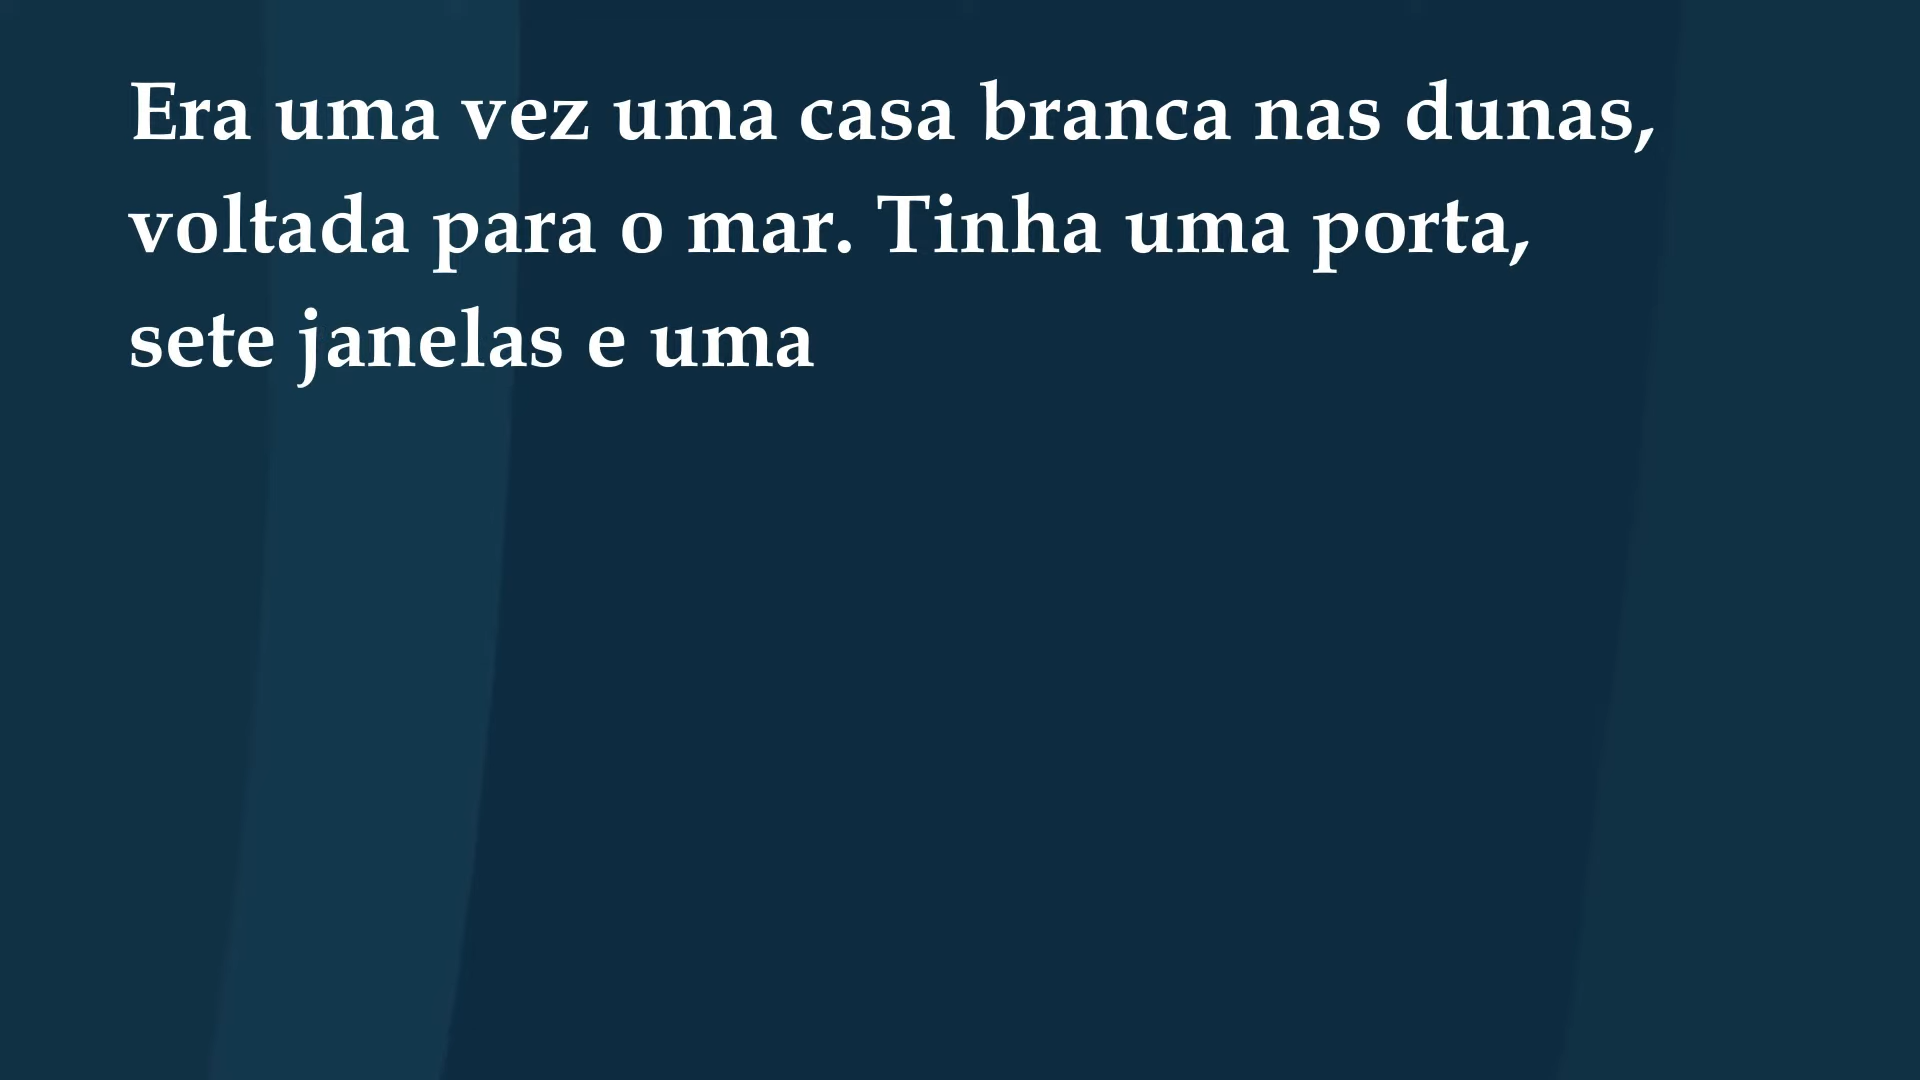 Era uma vez uma casa branca nas dunas,
voltada para o mar. Tinha uma porta,
sete janelas e uma